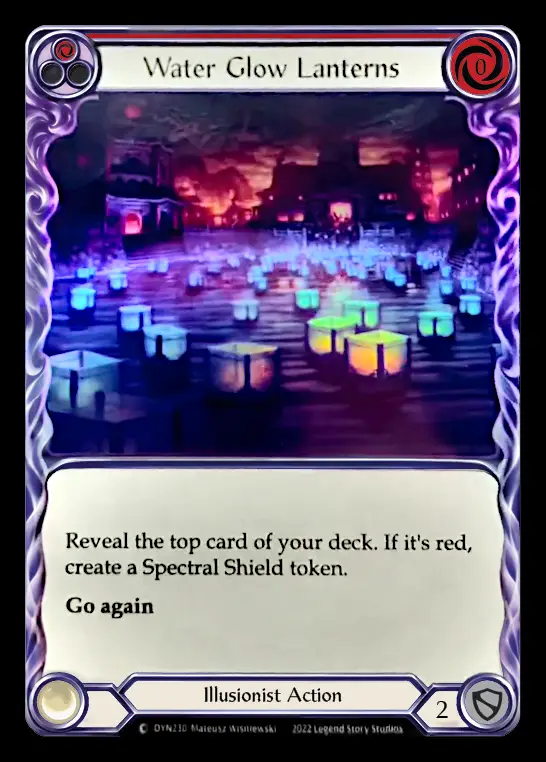 Water Glow Lanterns
0
Reveal the top card of your deck. If it's red,
create a Spectral Shield token.
Go again
Illusionist Action
2
C DYN230 Mateusz Wisniewski 2022 Legend Story Studios